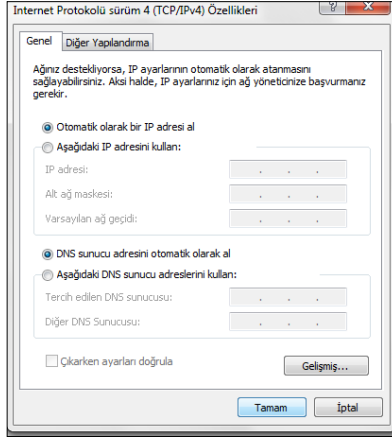 Internet Protokolü sürüm 4 (TCP/IPv4) Özellikleri
Genel Diğer Yapılandırma
Ağınız destekliyorsa, IP ayarlarının otomatik olarak atanmasını
sağlayabilirsiniz. Aksi halde, IP ayarlarınız için ağ yöneticinize başvurmanız
gerekir.
Otomatik olarak bir IP adresi al
Aşağıdaki IP adresini kullan:
IP adresi:
Alt ağ maskesi:
Varsayılan ağ geçidi:
DNS sunucu adresini otomatik olarak al
Aşağıdaki DNS sunucu adreslerini kullan:
Tercih edilen DNS sunucusu:
Diğer DNS Sunucusu:
Çıkarken ayarları doğrula
Gelişmiş...
Tamam İptal